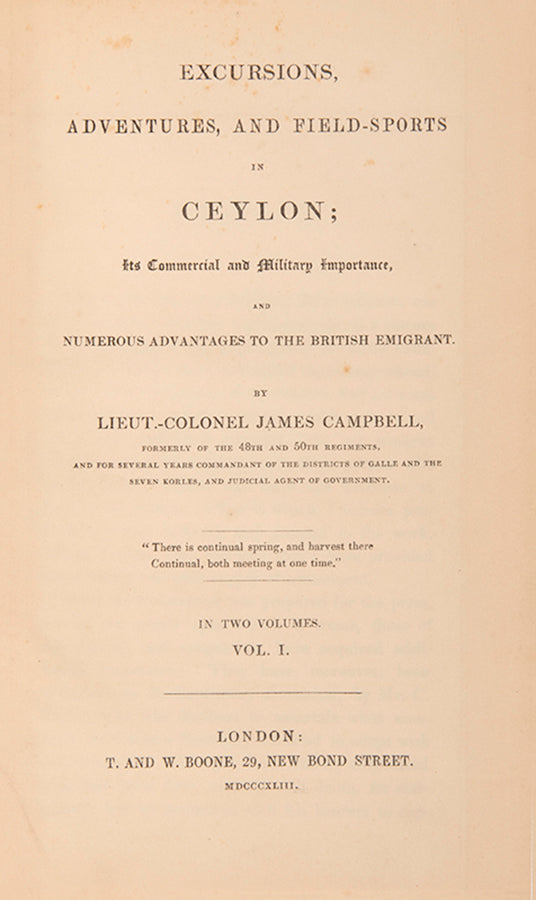 EXCURSIONS,
ADVENTURES, AND FIELD-SPORTS
IN
CEYLON;
Its Commercial and Military Importance,
AND
NUMEROUS ADVANTAGES TO THE BRITISH EMIGRANT.
BY
LIEUT.-COLONEL JAMES CAMPBELL,
FORMERLY OF THE 48TH AND 50TH REGIMENTS,
AND FOR SEVERAL YEARS COMMANDANT OF THE DISTRICTS OF GALLE AND THE
SEVEN KORLES, AND JUDICIAL AGENT OF GOVERNMENT.
“There is continual spring, and harvest there
Continual, both meeting at one time.”
IN TWO VOLUMES.
VOL. I.
LONDON:
T. AND W. BOONE, 29, NEW BOND STREET.
MDCCCXLIII.